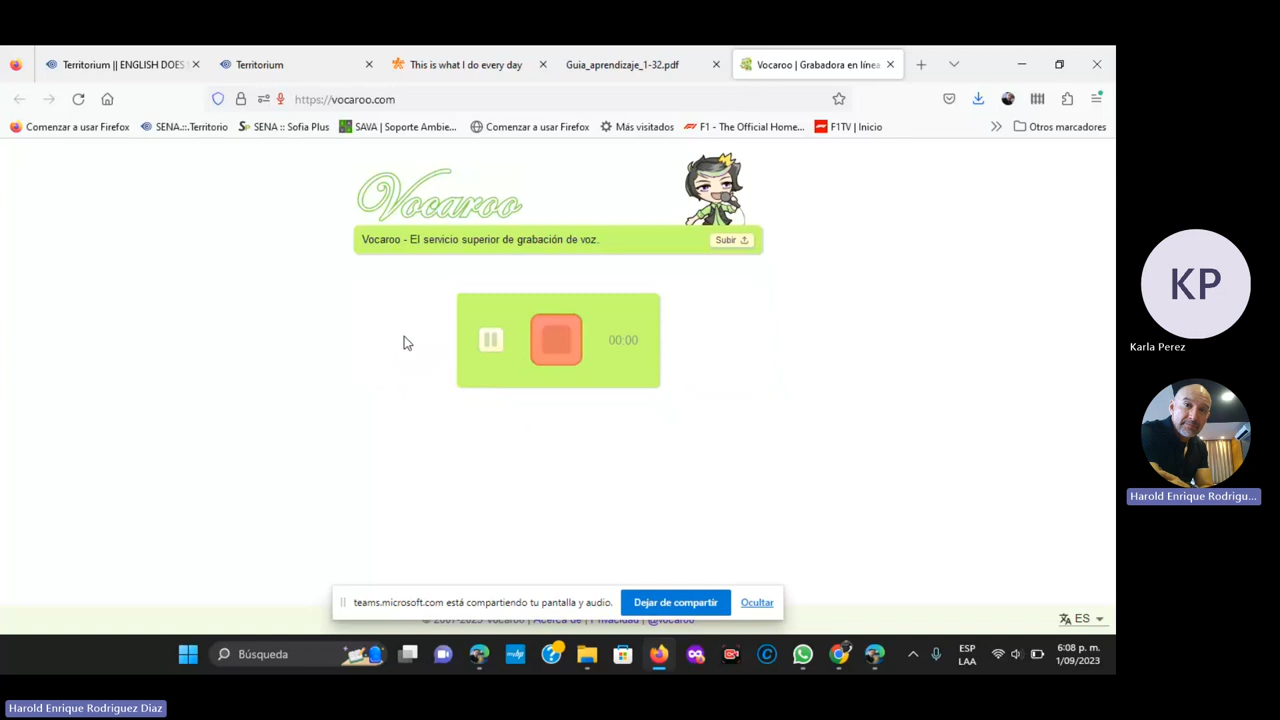 Territorium || ENGLISH DOES
Territorium
This is what I do every day
Guia_aprendizaje_1-32.pdf
Vocaroo | Grabadora en línea
https://vocaroo.com
Comenzar a usar Firefox
SENA.::.Territorio
SENA :: Sofia Plus
SAVA | Soporte Ambie...
Comenzar a usar Firefox
Más visitados
F1 - The Official Home...
F1TV | Inicio
Otros marcadores
Vocaroo
Vocaroo - El servicio superior de grabación de voz.
Subir
00:00
KP
Karla Perez
Harold Enrique Rodrigu...
teams.microsoft.com está compartiendo tu pantalla y audio.
Dejar de compartir
Ocultar
ES
Búsqueda
ESP
LAA
6:08 p. m.
1/09/2023
Harold Enrique Rodriguez Diaz